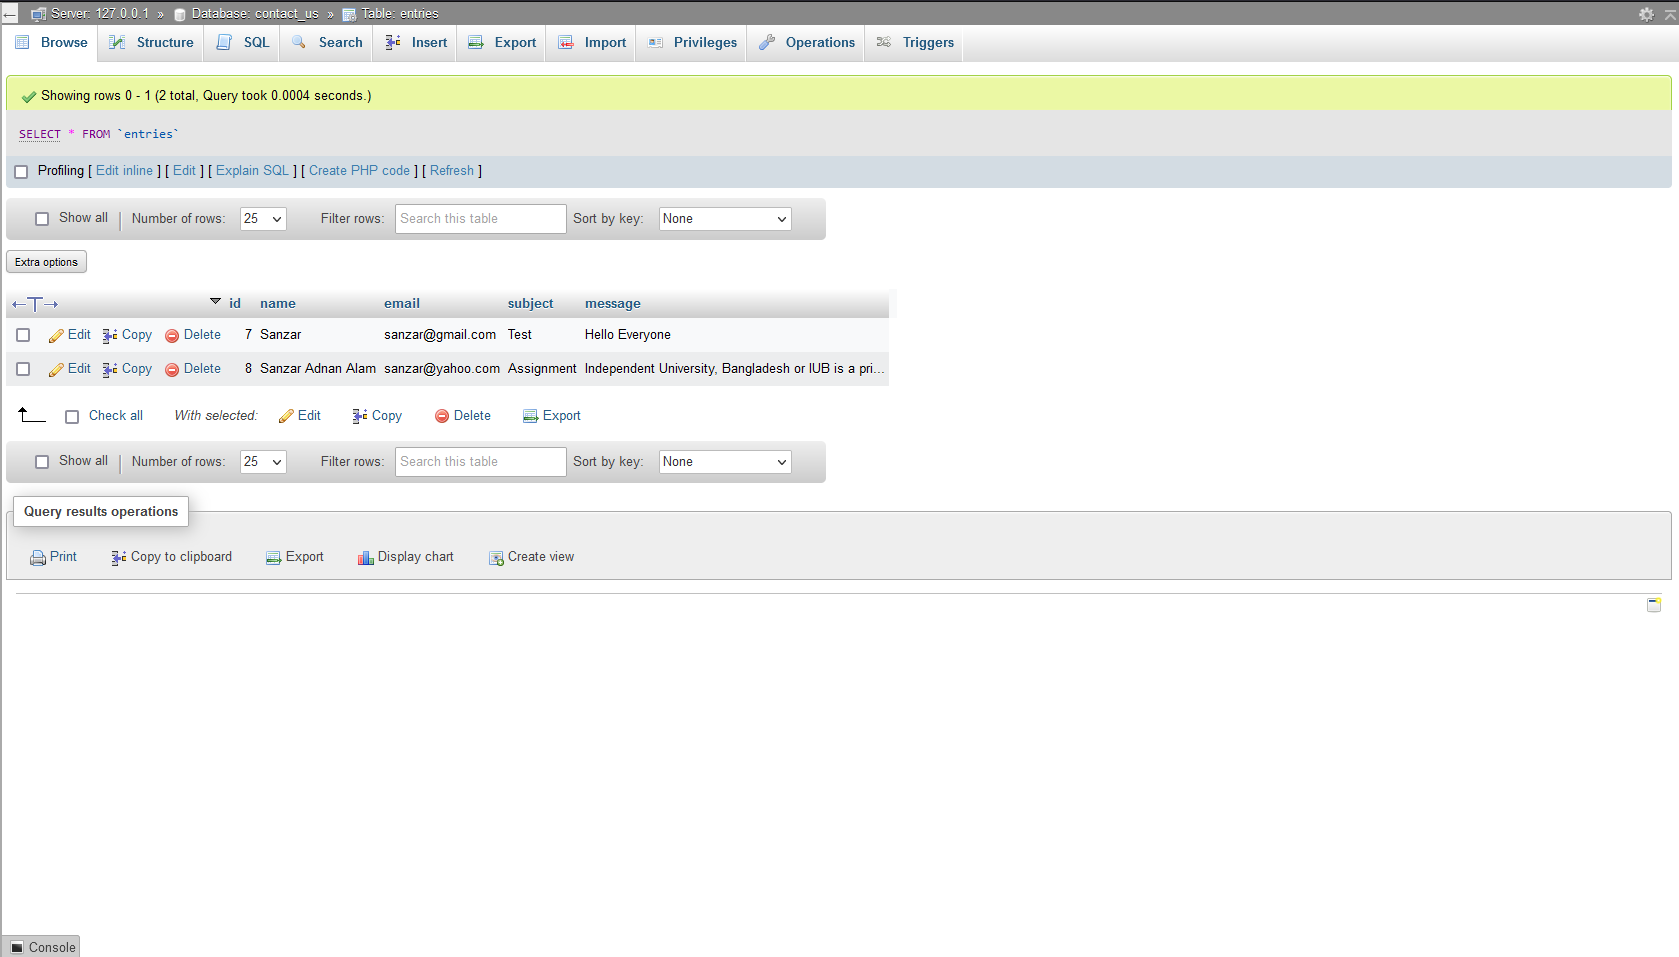 Server: 127.0.0.1 » Database: contact_us » Table: entries
Browse Structure SQL Search Insert Export Import Privileges Operations Triggers
Showing rows 0 - 1 (2 total, Query took 0.0004 seconds.)
SELECT * FROM `entries`
Profiling [ Edit inline ] [ Edit ] [ Explain SQL ] [ Create PHP code ] [ Refresh ]
Show all Number of rows: 25 Filter rows: Search this table Sort by key: None
Extra options
id name email subject message
Edit Copy Delete 7 Sanzar sanzar@gmail.com Test Hello Everyone
Edit Copy Delete 8 Sanzar Adnan Alam sanzar@yahoo.com Assignment Independent University, Bangladesh or IUB is a pri...
Check all With selected: Edit Copy Delete Export
Show all Number of rows: 25 Filter rows: Search this table Sort by key: None
Query results operations
Print Copy to clipboard Export Display chart Create view
Console